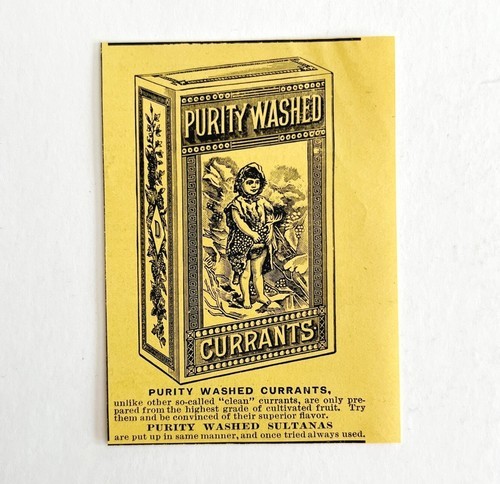 PURITY WASHED
CURRANTS
PURITY WASHED CURRANTS,
unlike other so-called "clean" currants, are only pre-
pared from the highest grade of cultivated fruit. Try
them and be convinced of their superior flavor.
PURITY WASHED SULTANAS
are put up in same manner, and once tried always used.